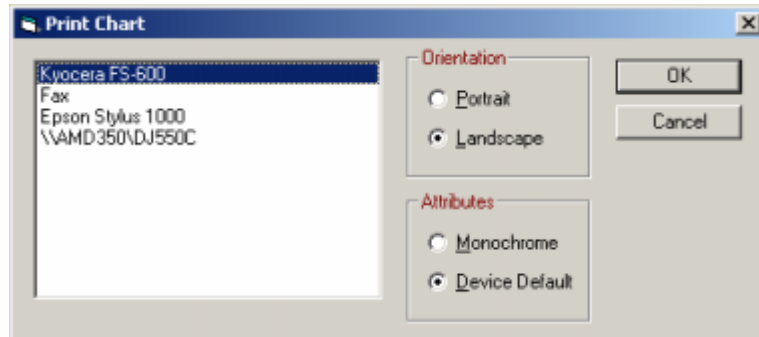 Print Chart
Kyocera FS-600
Fax
Epson Stylus 1000
\\AMD350\DJ550C
Orientation
Portrait
Landscape
Attributes
Monochrome
Device Default
OK
Cancel